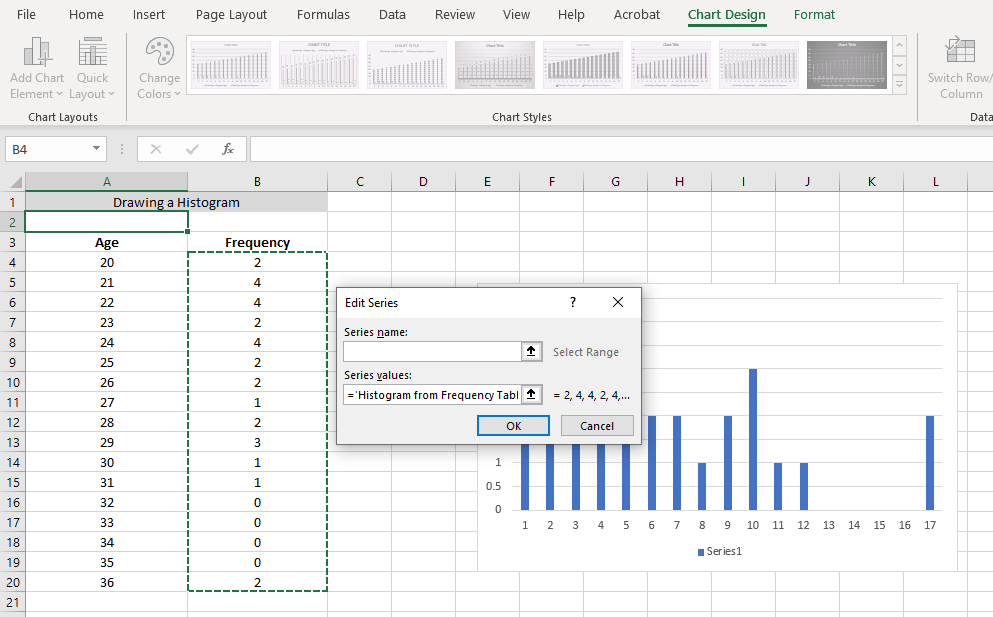 File Home Insert Page Layout Formulas Data Review View Help Acrobat Chart Design Format
Add Chart Element
Quick Layout
Change Colors
Switch Row/ Column
Chart Layouts
Chart Styles
Data
B4
fx
A B C D E F G H I J K L
1 Drawing a Histogram
2
3 Age Frequency
4 20 2
5 21 4
6 22 4
7 23 2
8 24 4
9 25 2
10 26 2
11 27 1
12 28 2
13 29 3
14 30 1
15 31 1
16 32 0
17 33 0
18 34 0
19 35 0
20 36 2
21
Edit Series ?
Series name:
Select Range
Series values:
='Histogram from Frequency Tabl = 2, 4, 4, 2, 4,...
OK Cancel
1
0.5
0
1 2 3 4 5 6 7 8 9 10 11 12 13 14 15 16 17
Series1